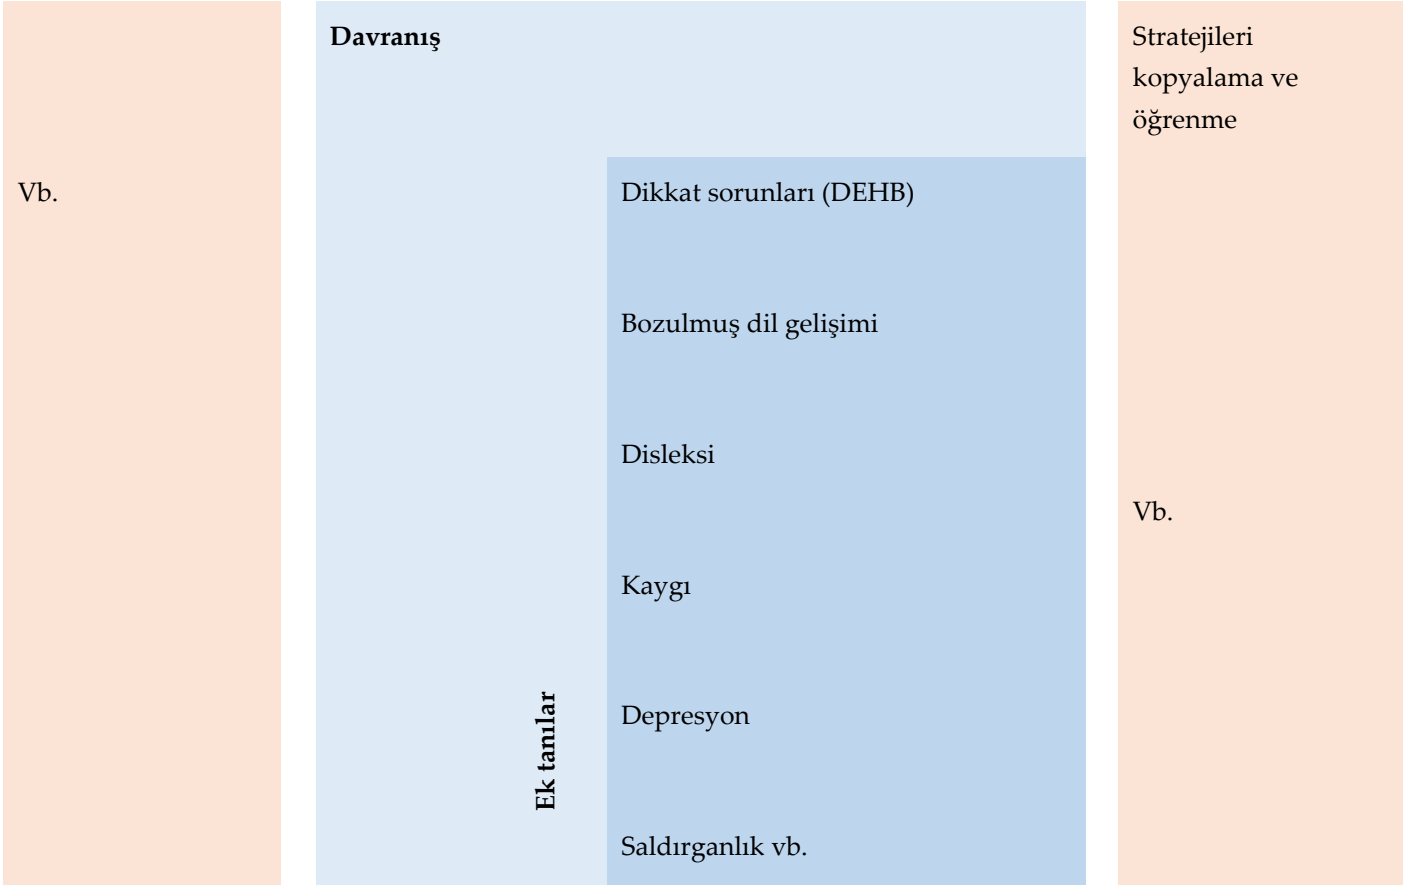 Vb.
Davranış
Ek tanılar
Dikkat sorunları (DEHB)
Bozulmuş dil gelişimi
Disleksi
Kaygı
Depresyon
Saldırganlık vb.
Stratejileri
kopyalama ve
öğrenme
Vb.